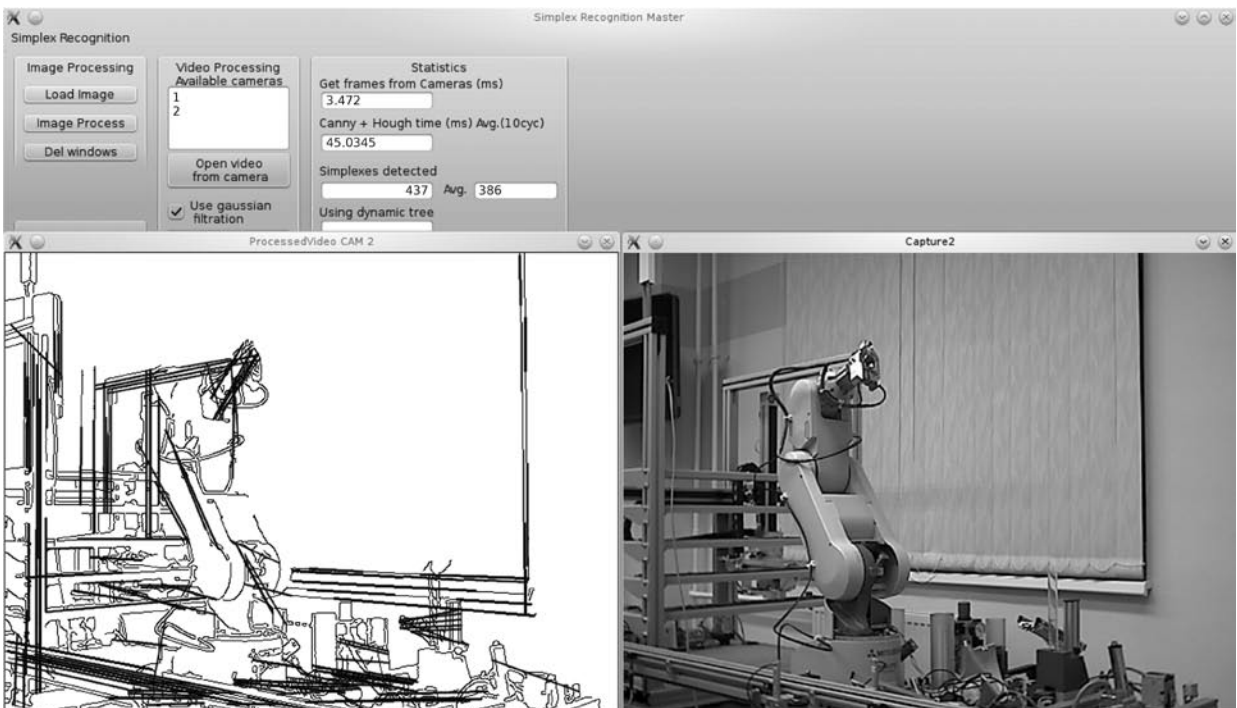 Simplex Recognition Master
Simplex Recognition
Image Processing
Load Image
Image Process
Del windows
Video Processing
Available cameras
1
2
Open video
from camera
Use gaussian
filtration
Statistics
Get frames from Cameras (ms)
3.472
Canny + Hough time (ms) Avg.(10cyc)
45.0345
Simplexes detected
437 Avg. 386
Using dynamic tree
ProcessedVideo CAM 2
Capture2